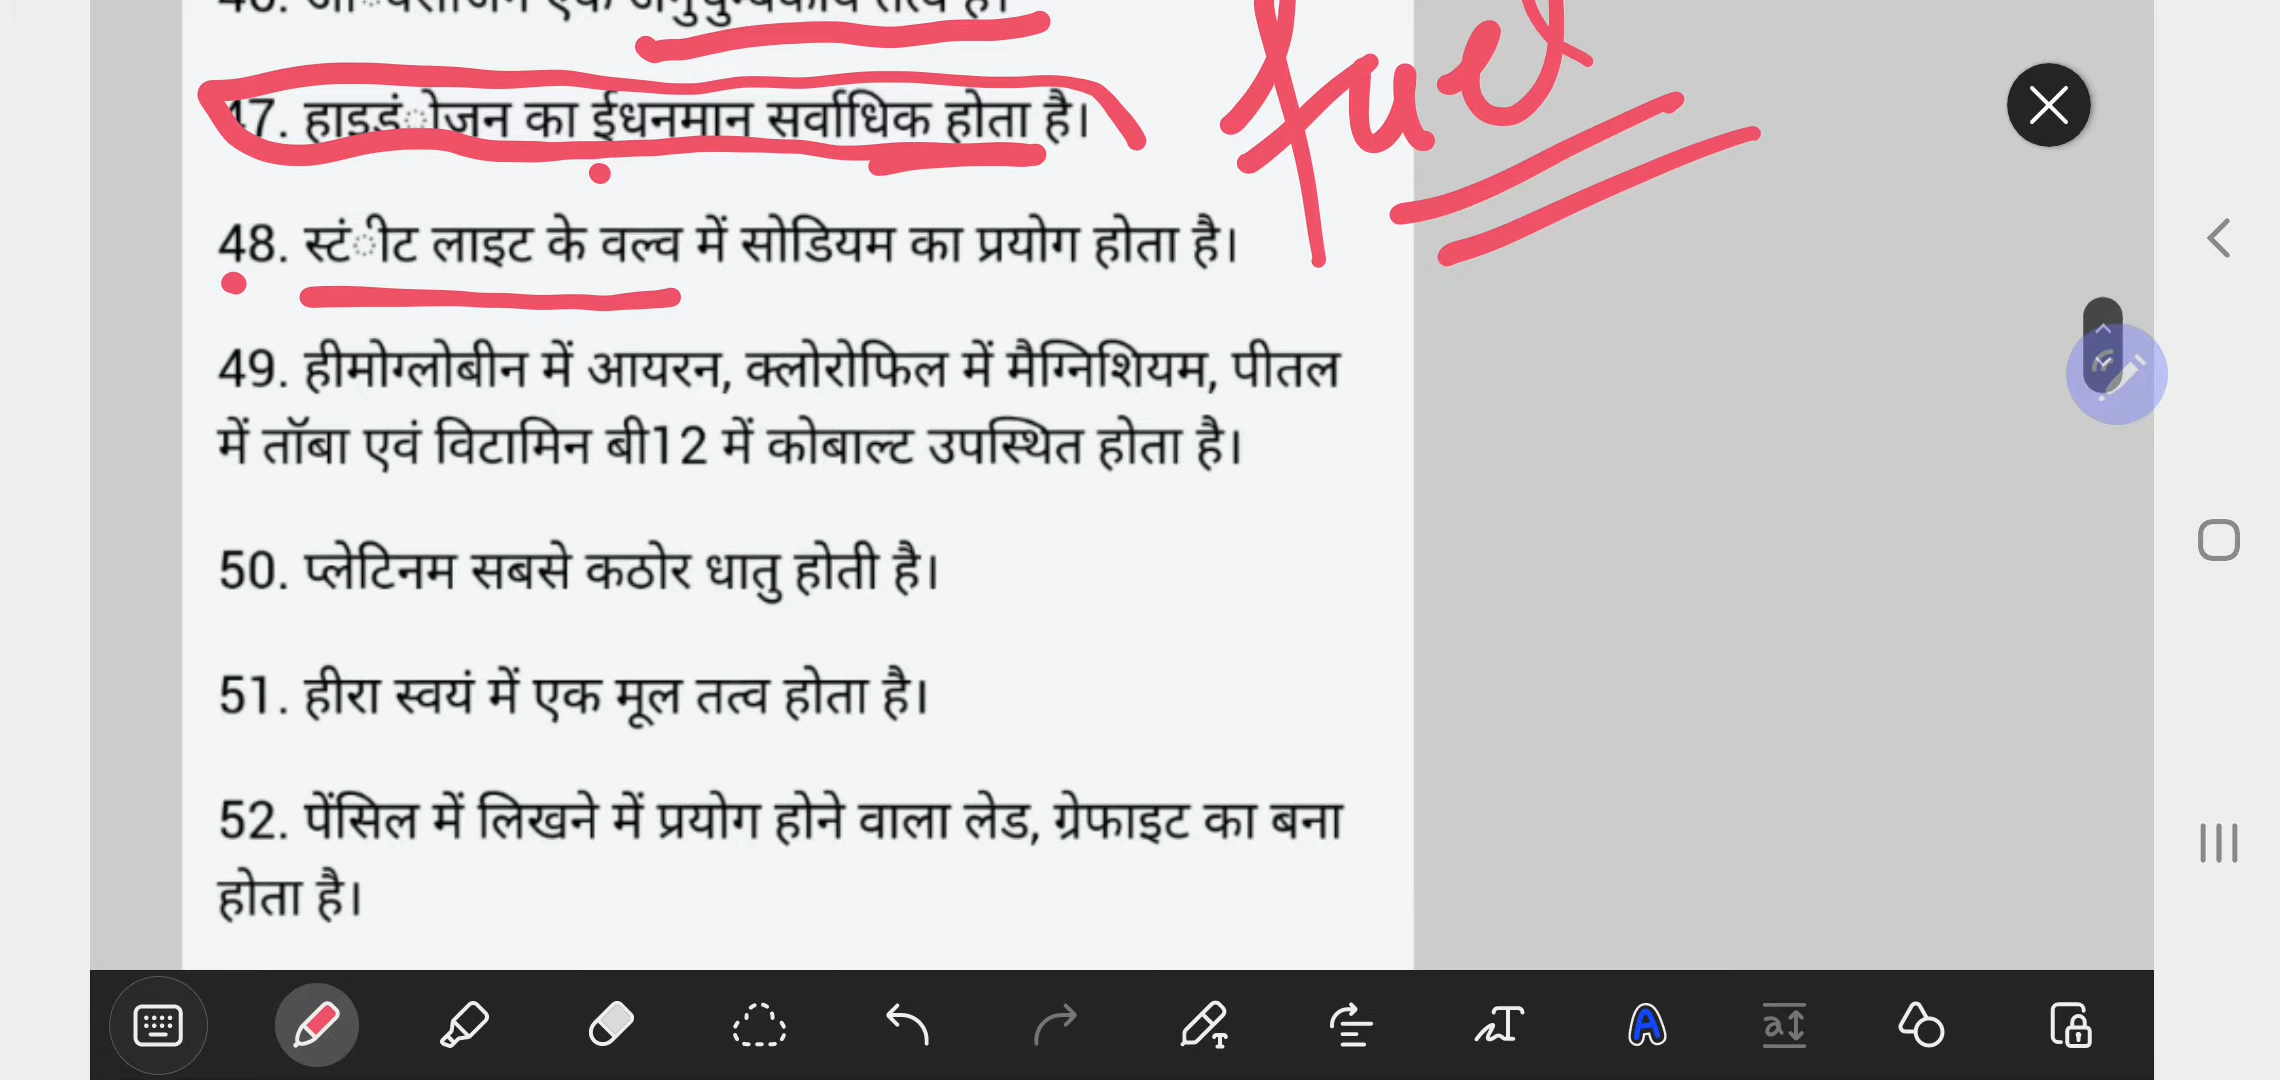 47. हाइडंोजन का ईधनमान सर्वाधिक होता है।
fuel
48. स्टंीट लाइट के वल्व में सोडियम का प्रयोग होता है।
49. हीमोग्लोबीन में आयरन, क्लोरोफिल में मैग्निशियम, पीतल
में ताॅबा एवं विटामिन बी12 में कोबाल्ट उपस्थित होता है।
50. प्लेटिनम सबसे कठोर धातु होती है।
51. हीरा स्वयं में एक मूल तत्व होता है।
52. पेंसिल में लिखने में प्रयोग होने वाला लेड, ग्रेफाइट का बना
होता है।